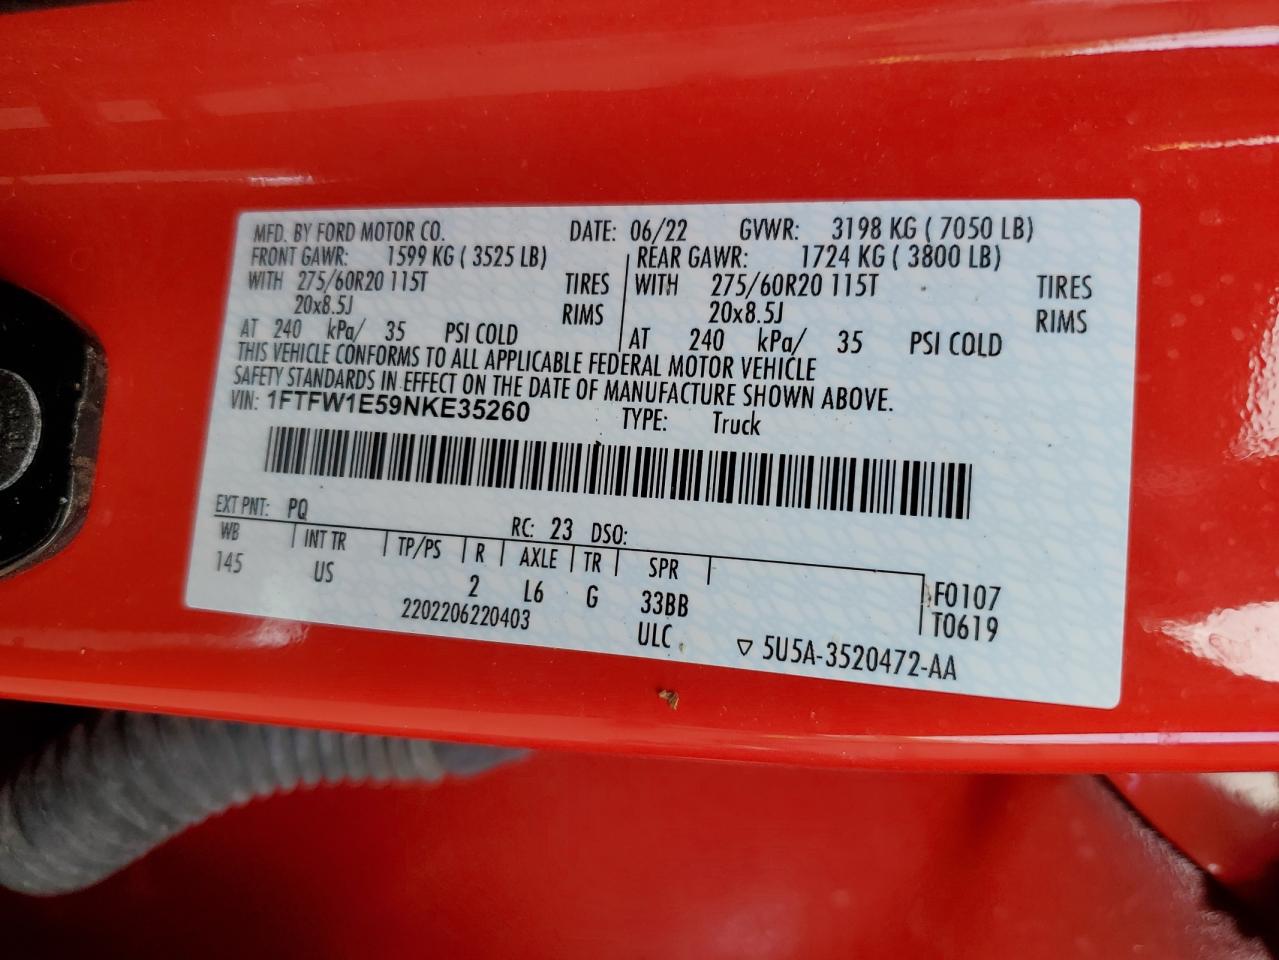 MFD. BY FORD MOTOR CO. DATE: 06/22 GVWR: 3198 KG ( 7050 LB)
FRONT GAWR: 1599 KG ( 3525 LB) REAR GAWR: 1724 KG ( 3800 LB)
WITH 275/60R20 115T TIRES WITH 275/60R20 115T TIRES
20x8.5J RIMS 20x8.5J RIMS
AT 240 kPa/ 35 PSI COLD AT 240 kPa/ 35 PSI COLD
THIS VEHICLE CONFORMS TO ALL APPLICABLE FEDERAL MOTOR VEHICLE
SAFETY STANDARDS IN EFFECT ON THE DATE OF MANUFACTURE SHOWN ABOVE.
VIN: 1FTFW1E59NKE35260 TYPE: Truck
EXT PNT: PQ RC: 23 DSO:
WB INT TR TP/PS R AXLE TR SPR
145 US 2 L6 G 33BB F0107
2202206220403 ULC T0619
▽ 5U5A-3520472-AA